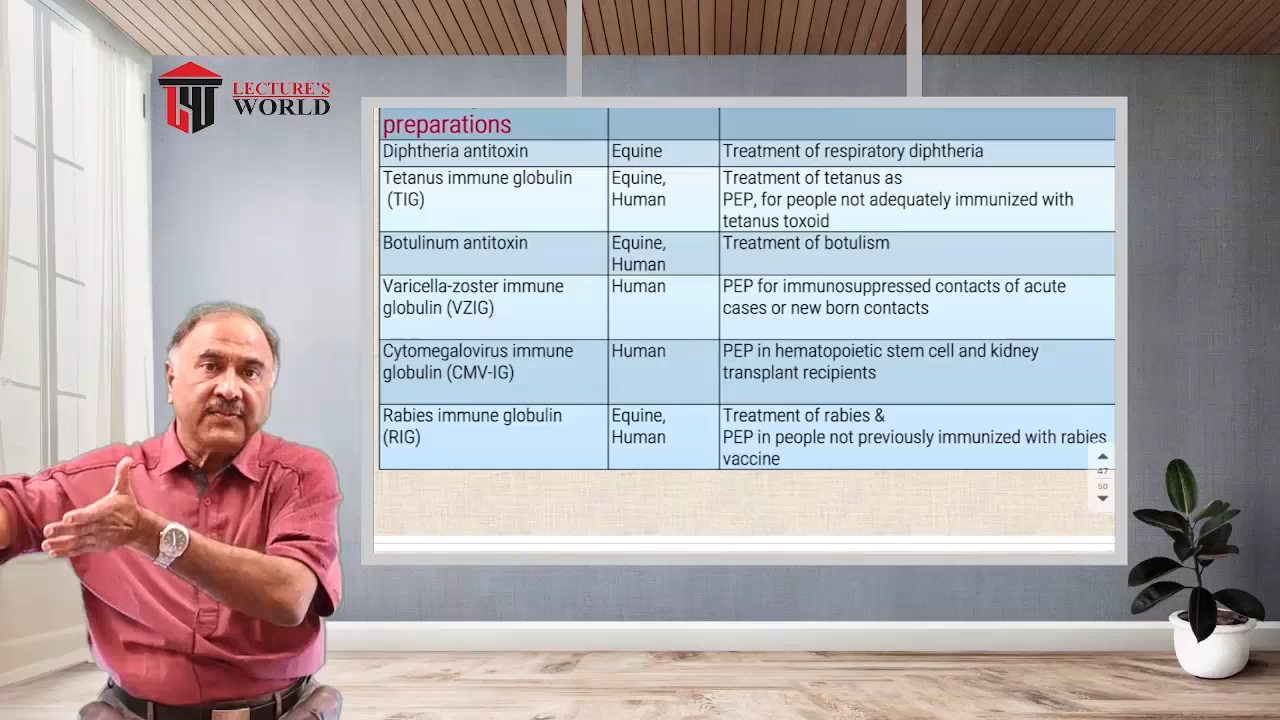 LECTURE'S
WORLD
preparations
Diphtheria antitoxin Equine Treatment of respiratory diphtheria
Tetanus immune globulin Equine, Treatment of tetanus as
(TIG) Human PEP, for people not adequately immunized with
tetanus toxoid
Botulinum antitoxin Equine, Treatment of botulism
Human
Varicella-zoster immune Human PEP for immunosuppressed contacts of acute
globulin (VZIG) cases or new born contacts
Cytomegalovirus immune Human PEP in hematopoietic stem cell and kidney
globulin (CMV-IG) transplant recipients
Rabies immune globulin Equine, Treatment of rabies &
(RIG) Human PEP in people not previously immunized with rabies
vaccine
47
50